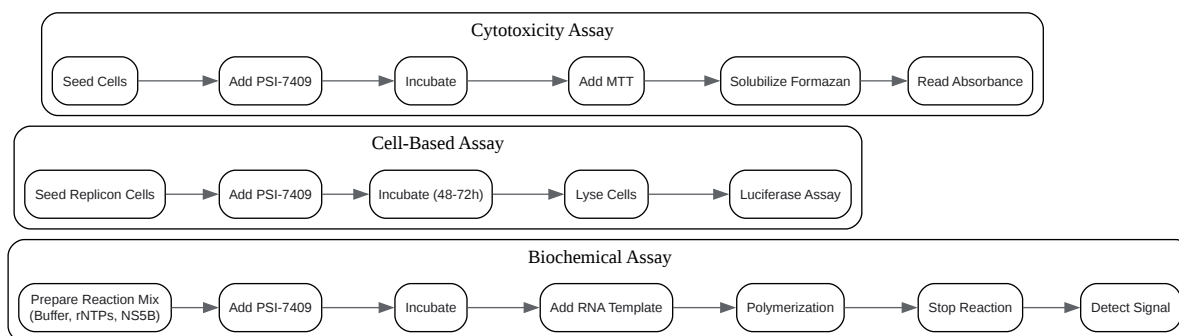 Cytotoxicity Assay
Seed Cells
Add PSI-7409
Incubate
Add MTT
Solubilize Formazan
Read Absorbance
Cell-Based Assay
Seed Replicon Cells
Add PSI-7409
Incubate (48-72h)
Lyse Cells
Luciferase Assay
Biochemical Assay
Prepare Reaction Mix
(Buffer, rNTPs, NS5B)
Add PSI-7409
Incubate
Add RNA Template
Polymerization
Stop Reaction
Detect Signal